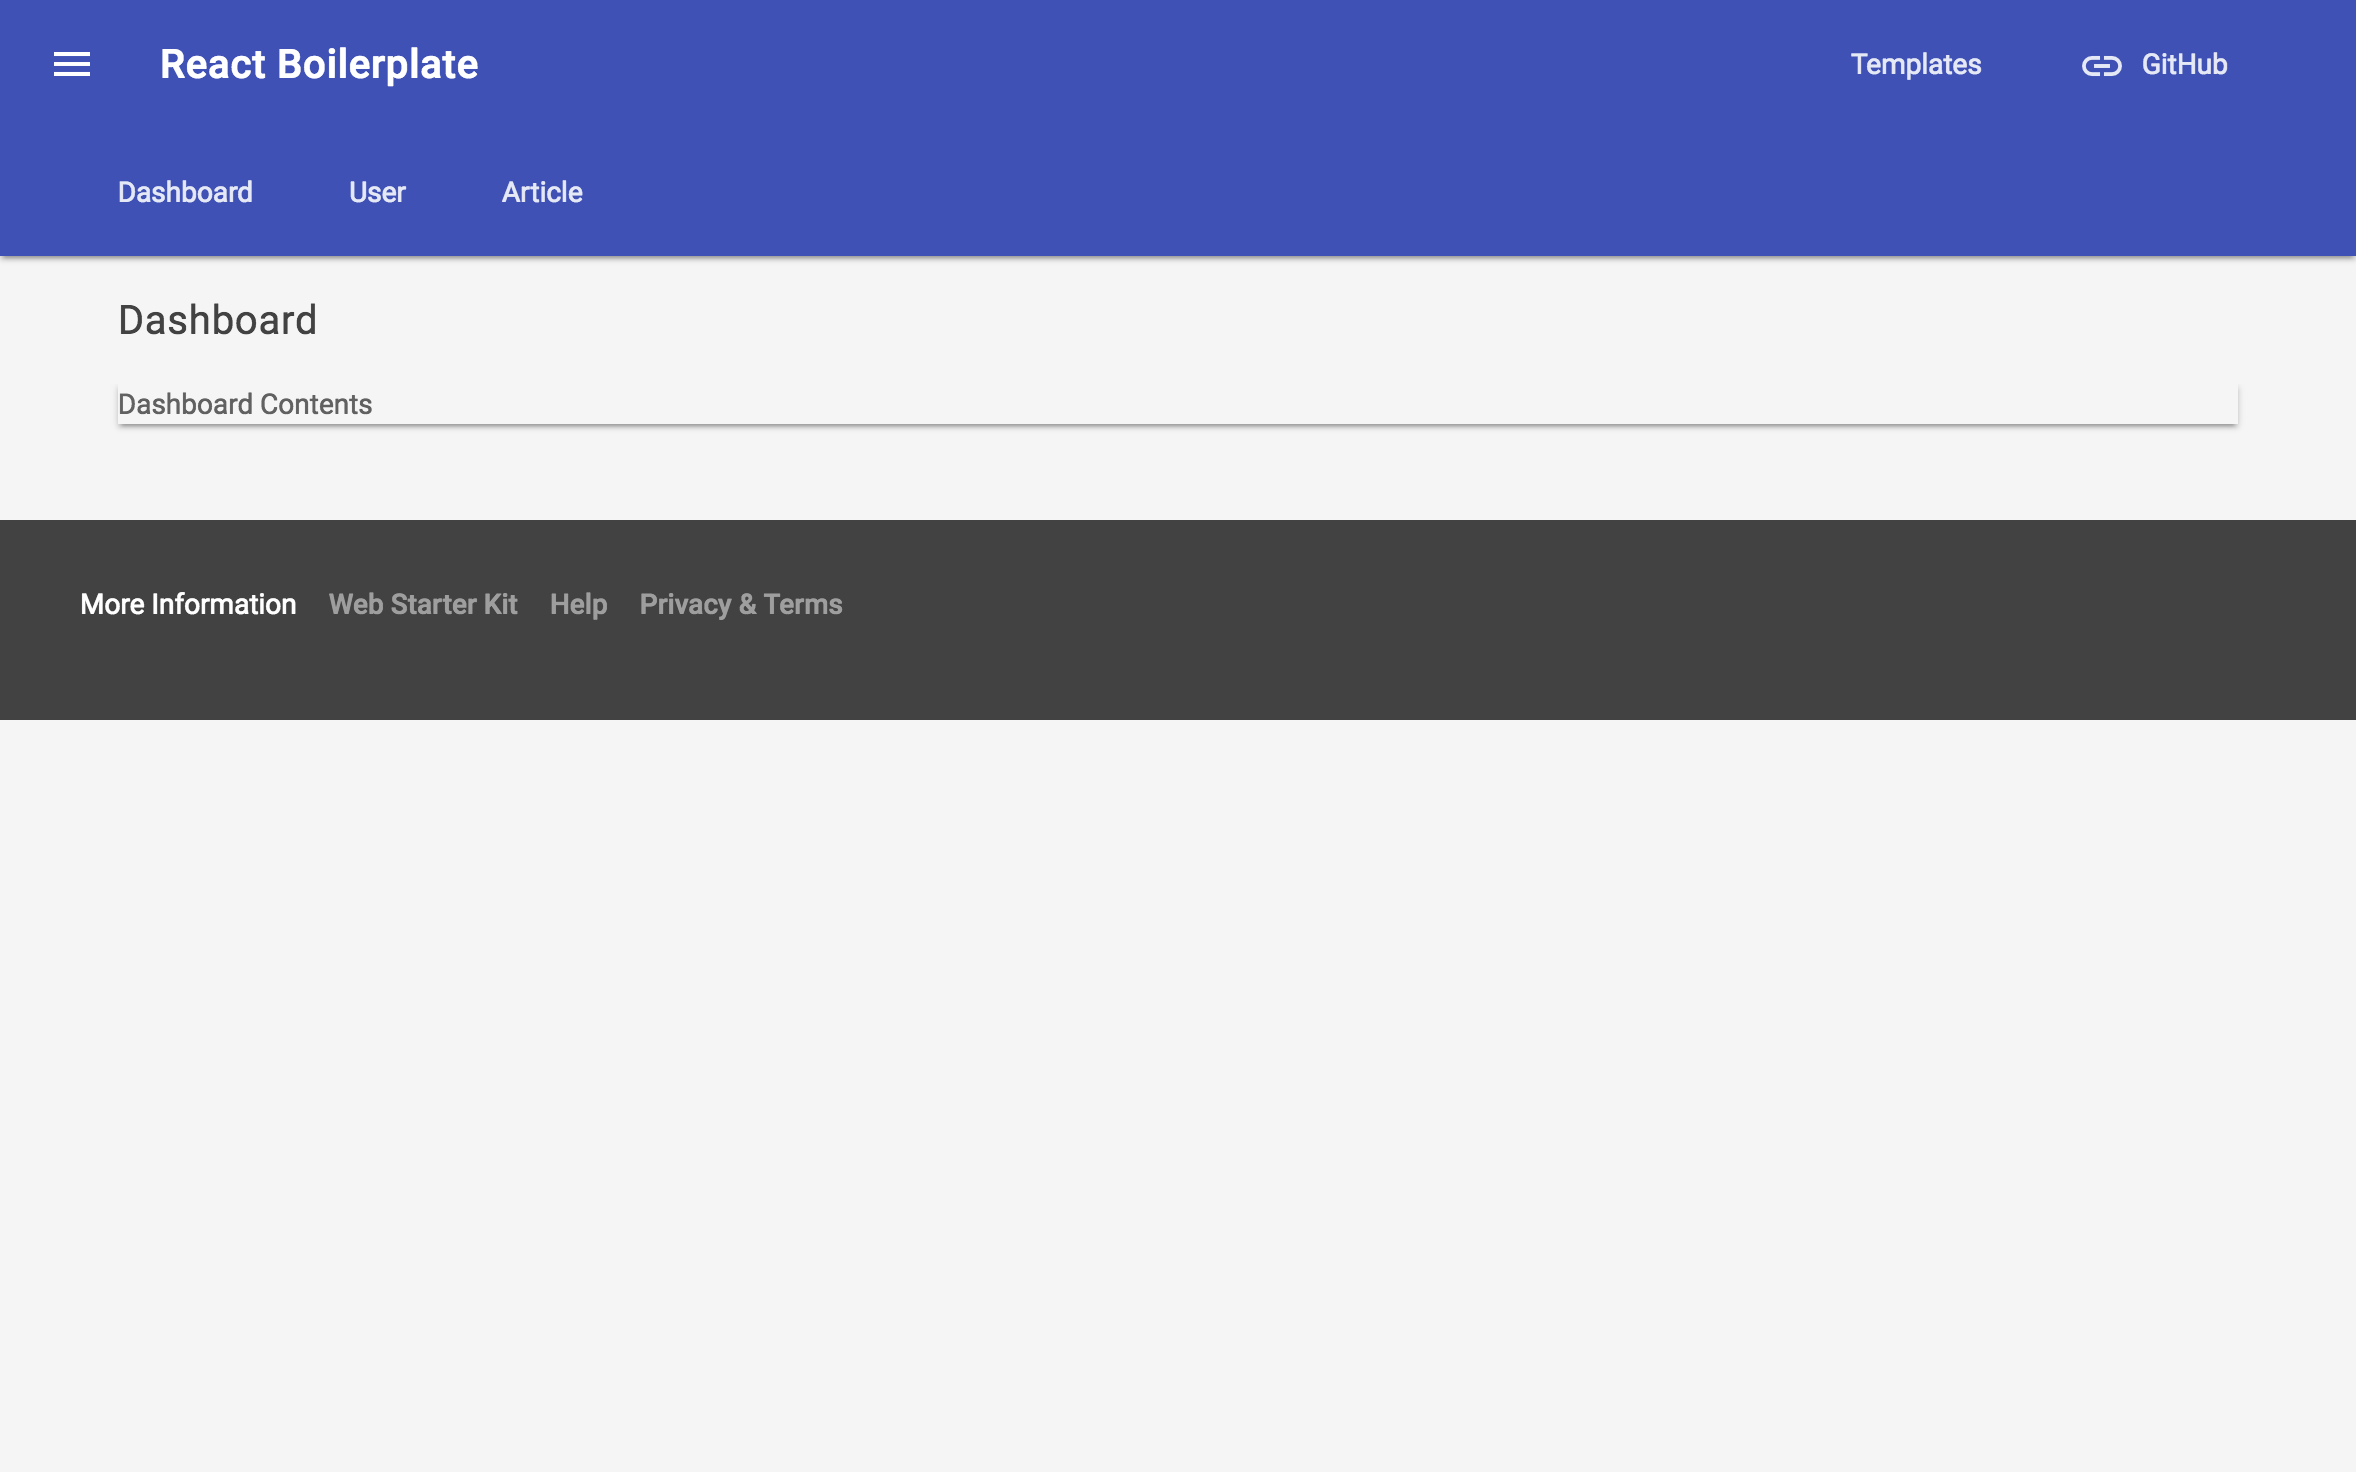 React Boilerplate
Templates
GitHub
Dashboard User Article
Dashboard
Dashboard Contents
More Information Web Starter Kit Help Privacy & Terms